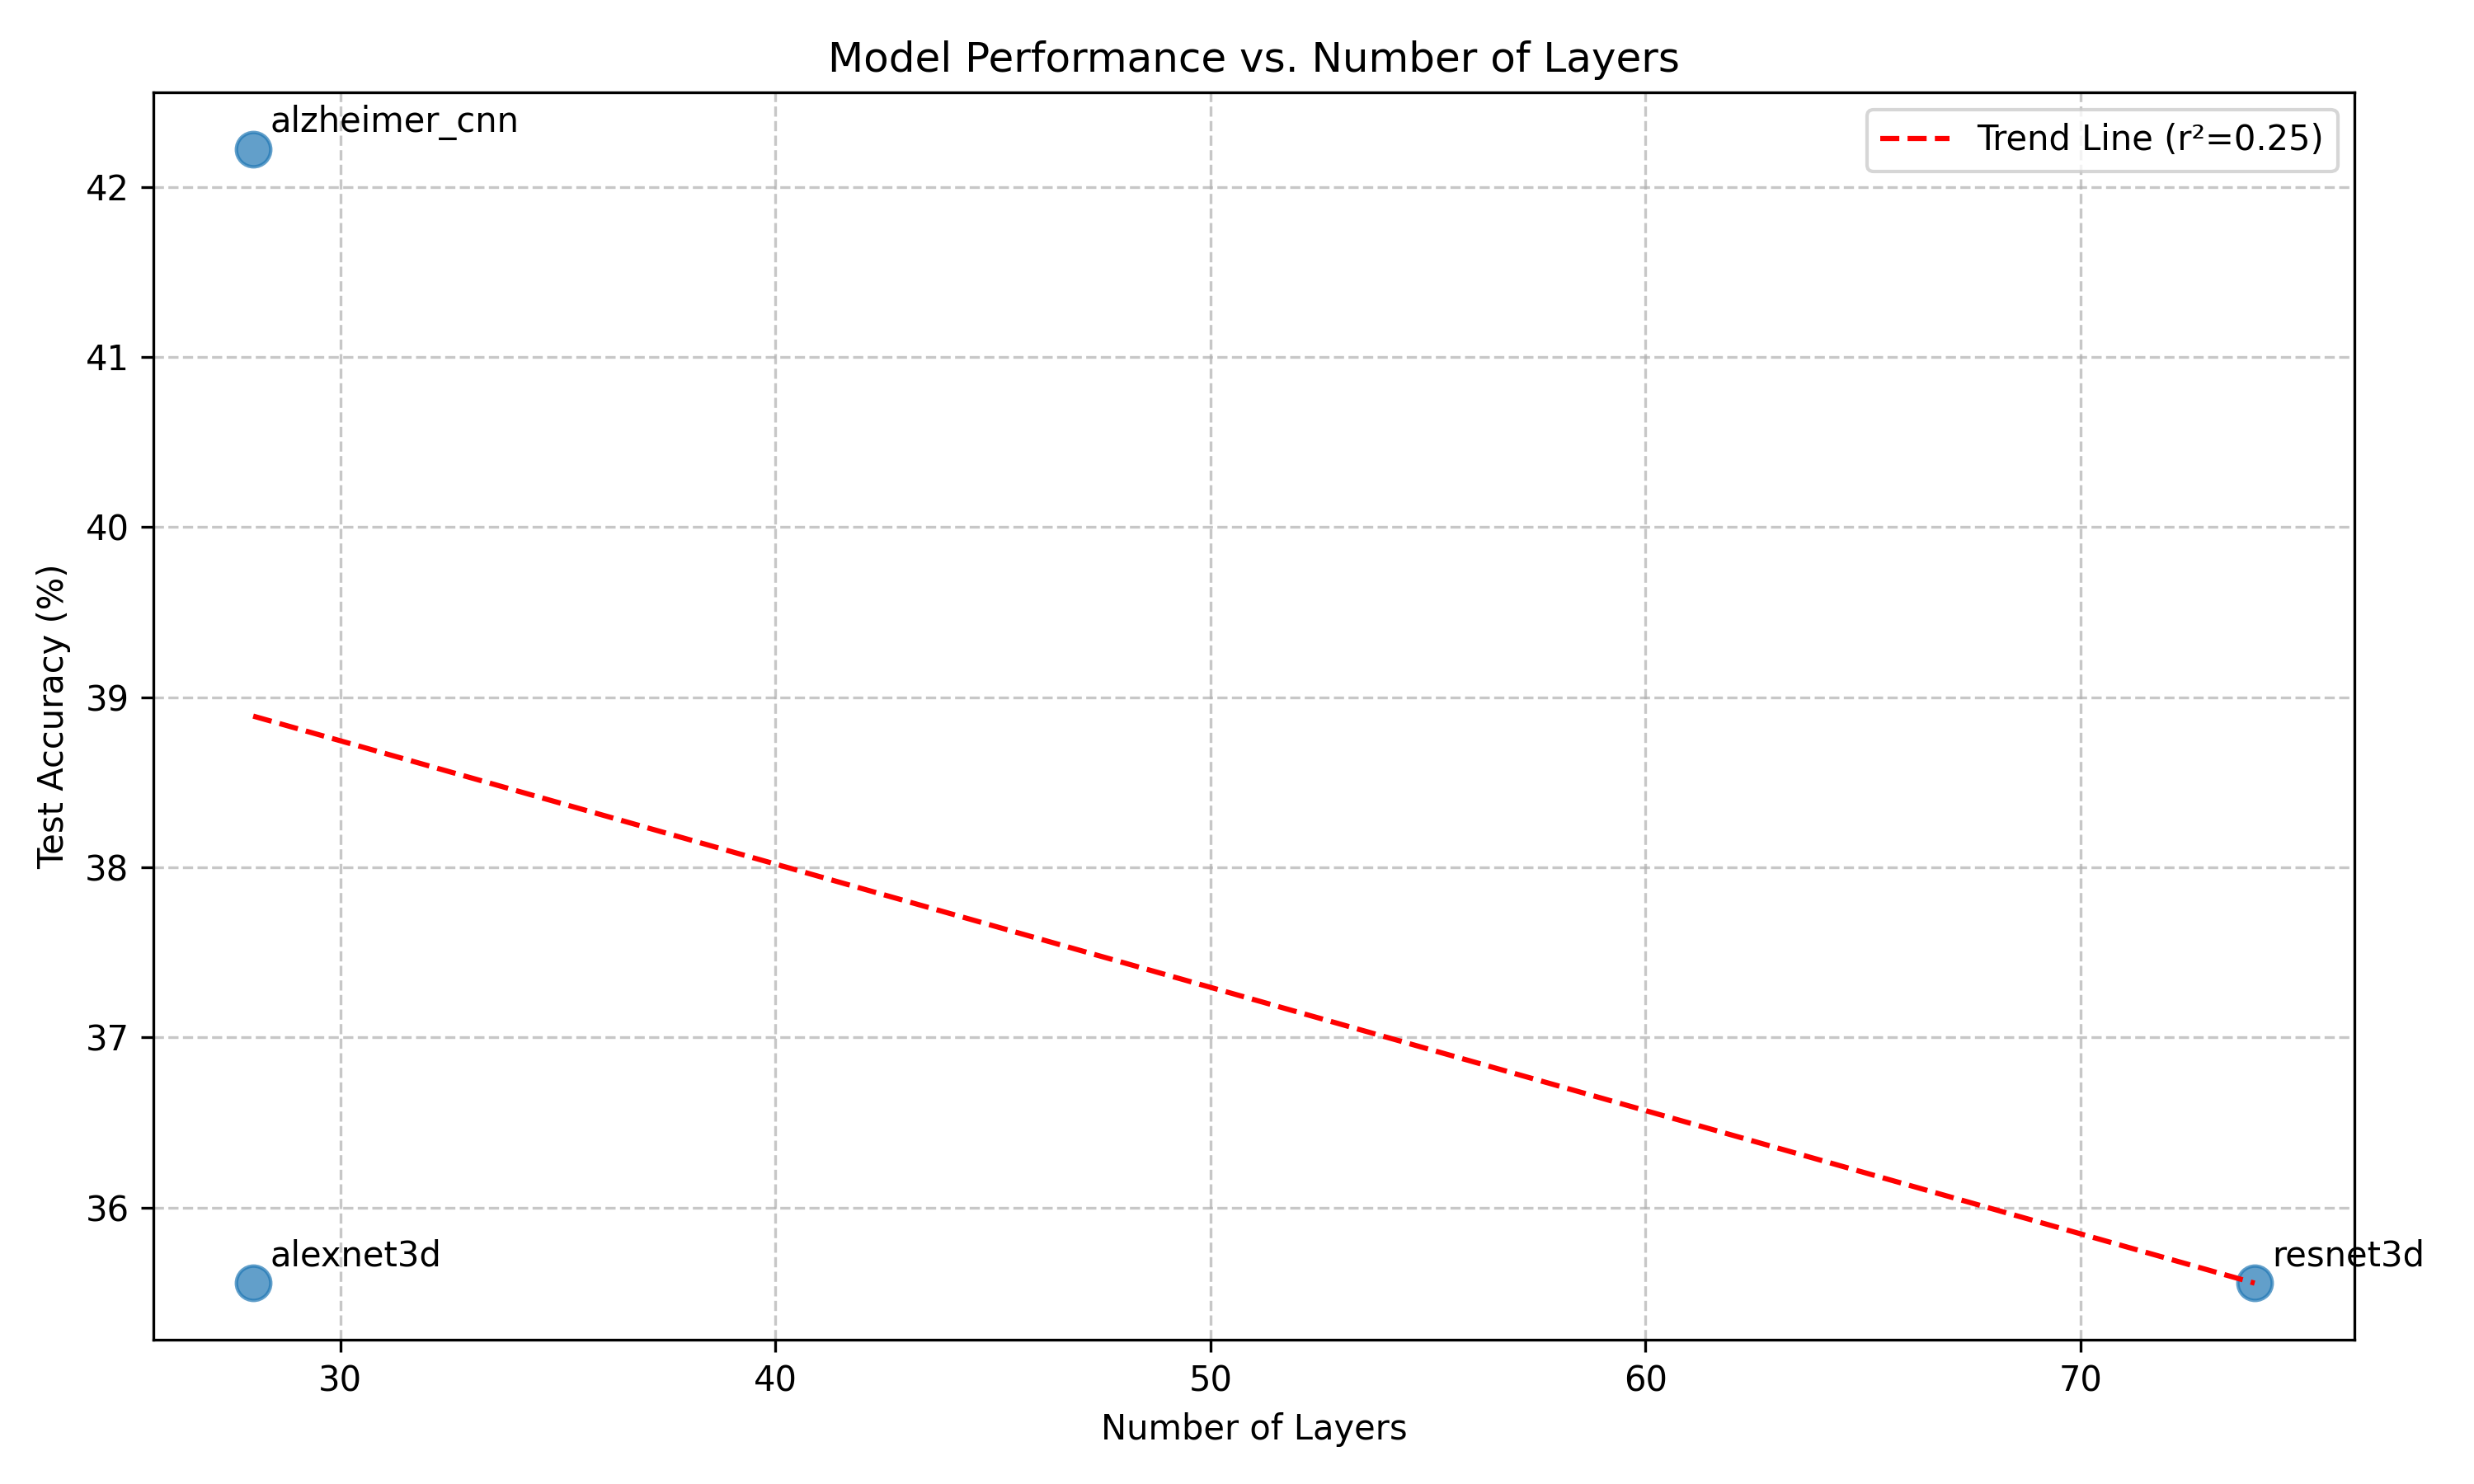 Model Performance vs. Number of Layers
alzheimer_cnn
Trend Line (r²=0.25)
42
41
40
39
38
37
36
Test Accuracy (%)
alexnet3d
resnet3d
30
40
50
60
70
Number of Layers